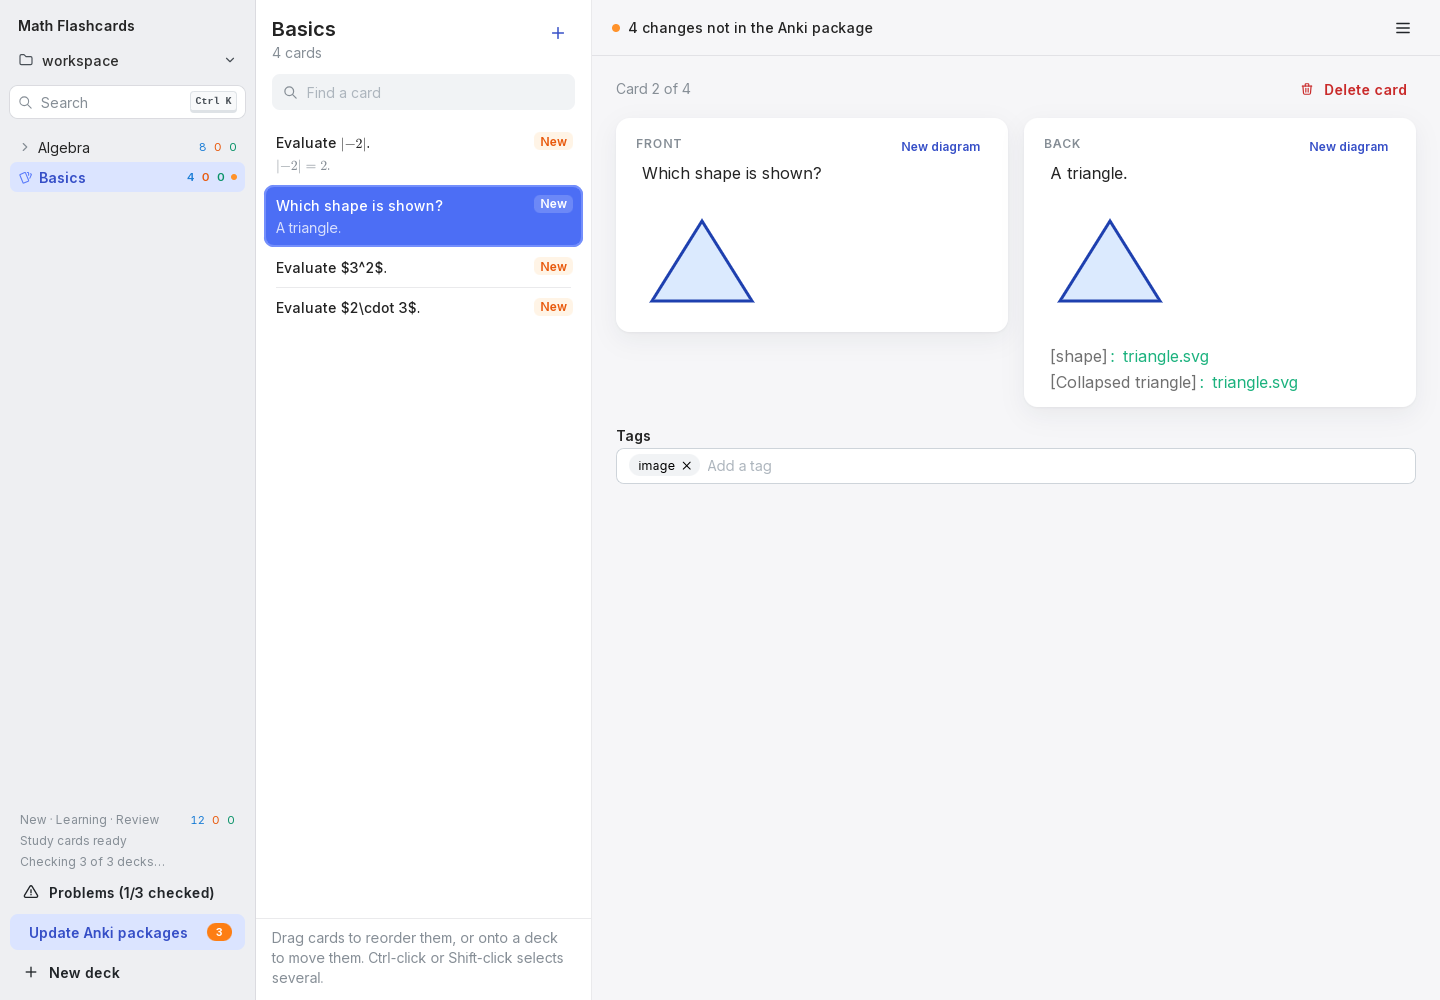 Math Flashcards
workspace
Search
Ctrl K
Algebra
8 0 0
Basics
4 0 0
New · Learning · Review
12 0 0
Study cards ready
Checking 3 of 3 decks…
Problems (1/3 checked)
Update Anki packages
3
New deck
Basics
4 cards
Find a card
Evaluate |−2|.
New
|−2| = 2.
Which shape is shown?
New
A triangle.
Evaluate $3^2$.
New
Evaluate $2\cdot 3$.
New
Drag cards to reorder them, or onto a deck
to move them. Ctrl-click or Shift-click selects
several.
4 changes not in the Anki package
Card 2 of 4
Delete card
FRONT
New diagram
Which shape is shown?
BACK
New diagram
A triangle.
[shape]: triangle.svg
[Collapsed triangle]: triangle.svg
Tags
image
Add a tag